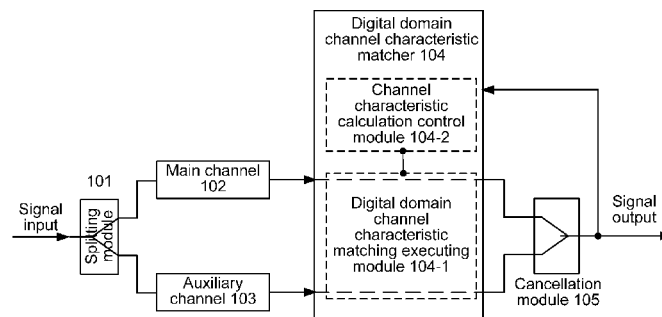 Digital domain
channel characteristic
matcher 104
Channel
characteristic
calculation control
module 104-2
101
Main channel
102
Signal
input
Splitting
module
Digital domain
channel
characteristic
matching executing
module 104-1
Signal
output
Auxiliary
channel 103
Cancellation
module 105